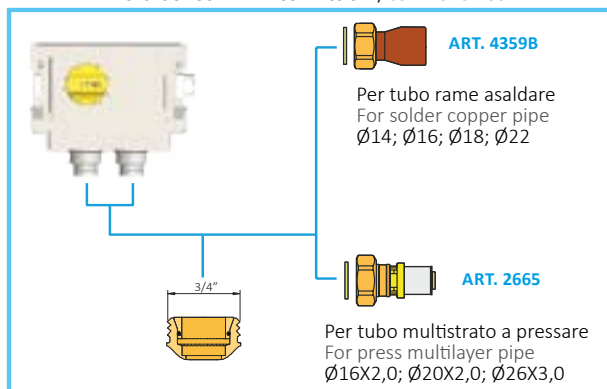 ART. 4359B
Per tubo rame asaldare
For solder copper pipe
Ø14; Ø16; Ø18; Ø22
ART. 2665
3/4”
Per tubo multistrato a pressare
For press multilayer pipe
Ø16X2,0; Ø20X2,0; Ø26X3,0